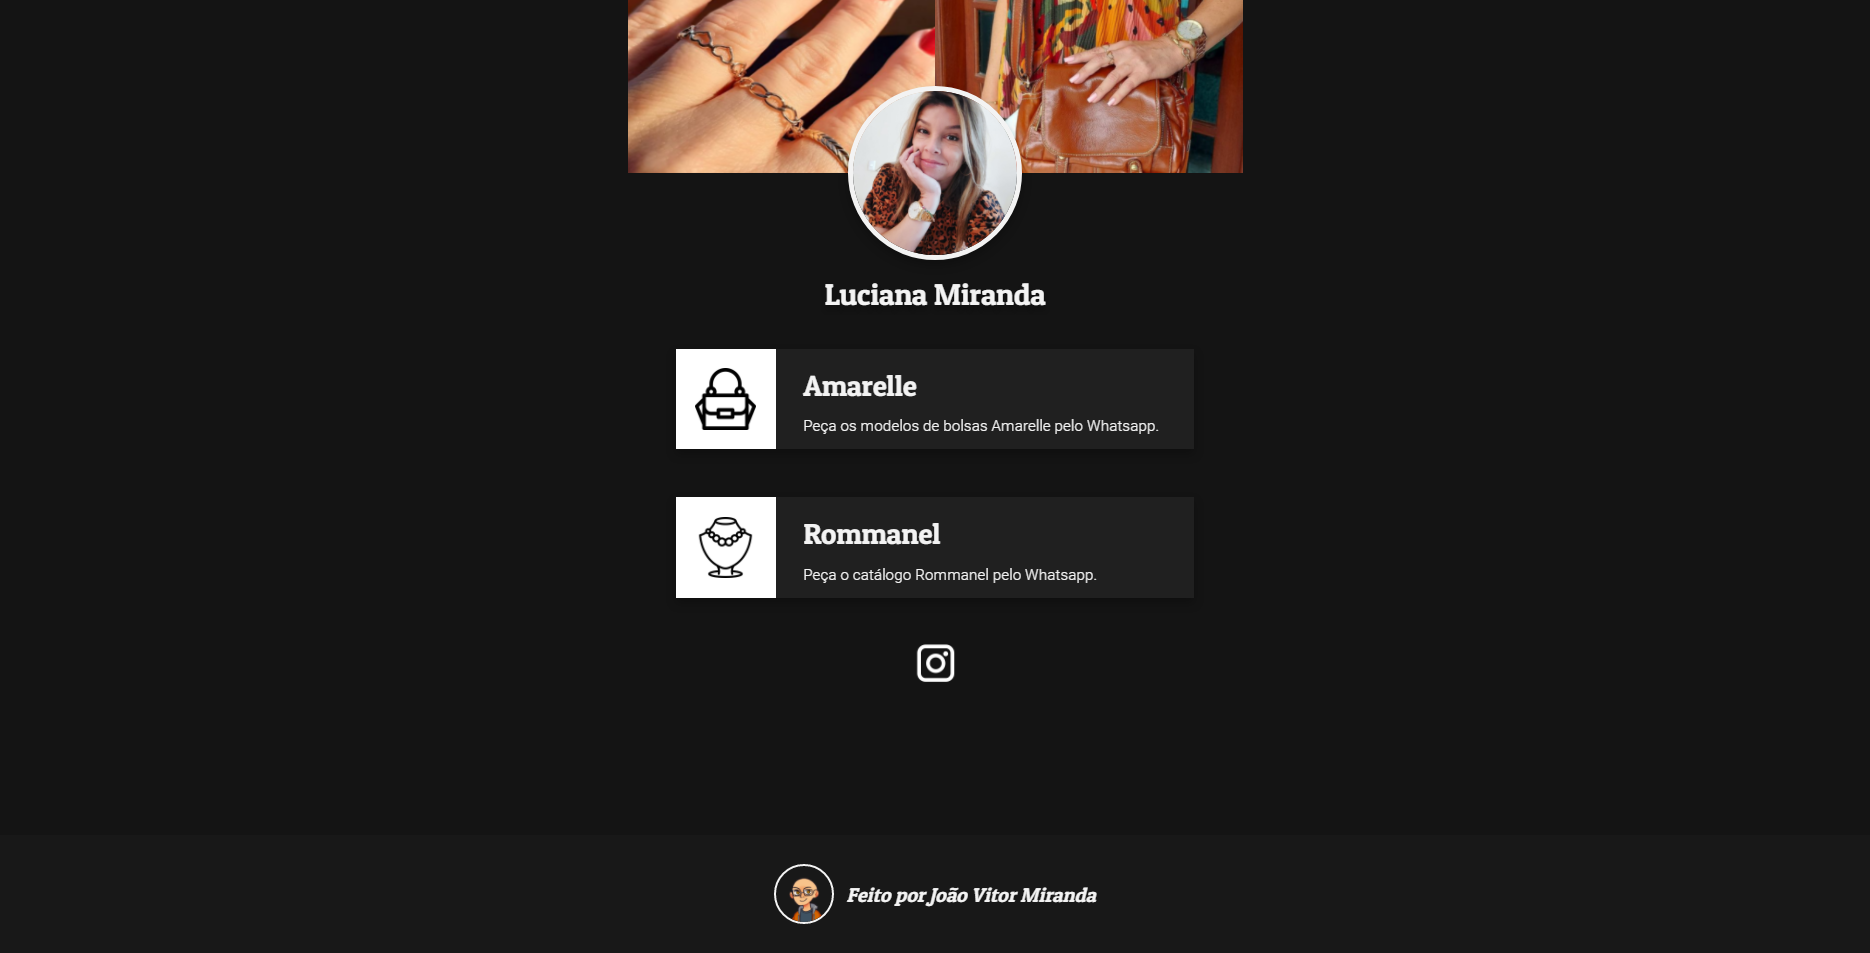 Luciana Miranda
Amarelle
Peça os modelos de bolsas Amarelle pelo Whatsapp.
Rommanel
Peça o catálogo Rommanel pelo Whatsapp.
Feito por João Vitor Miranda